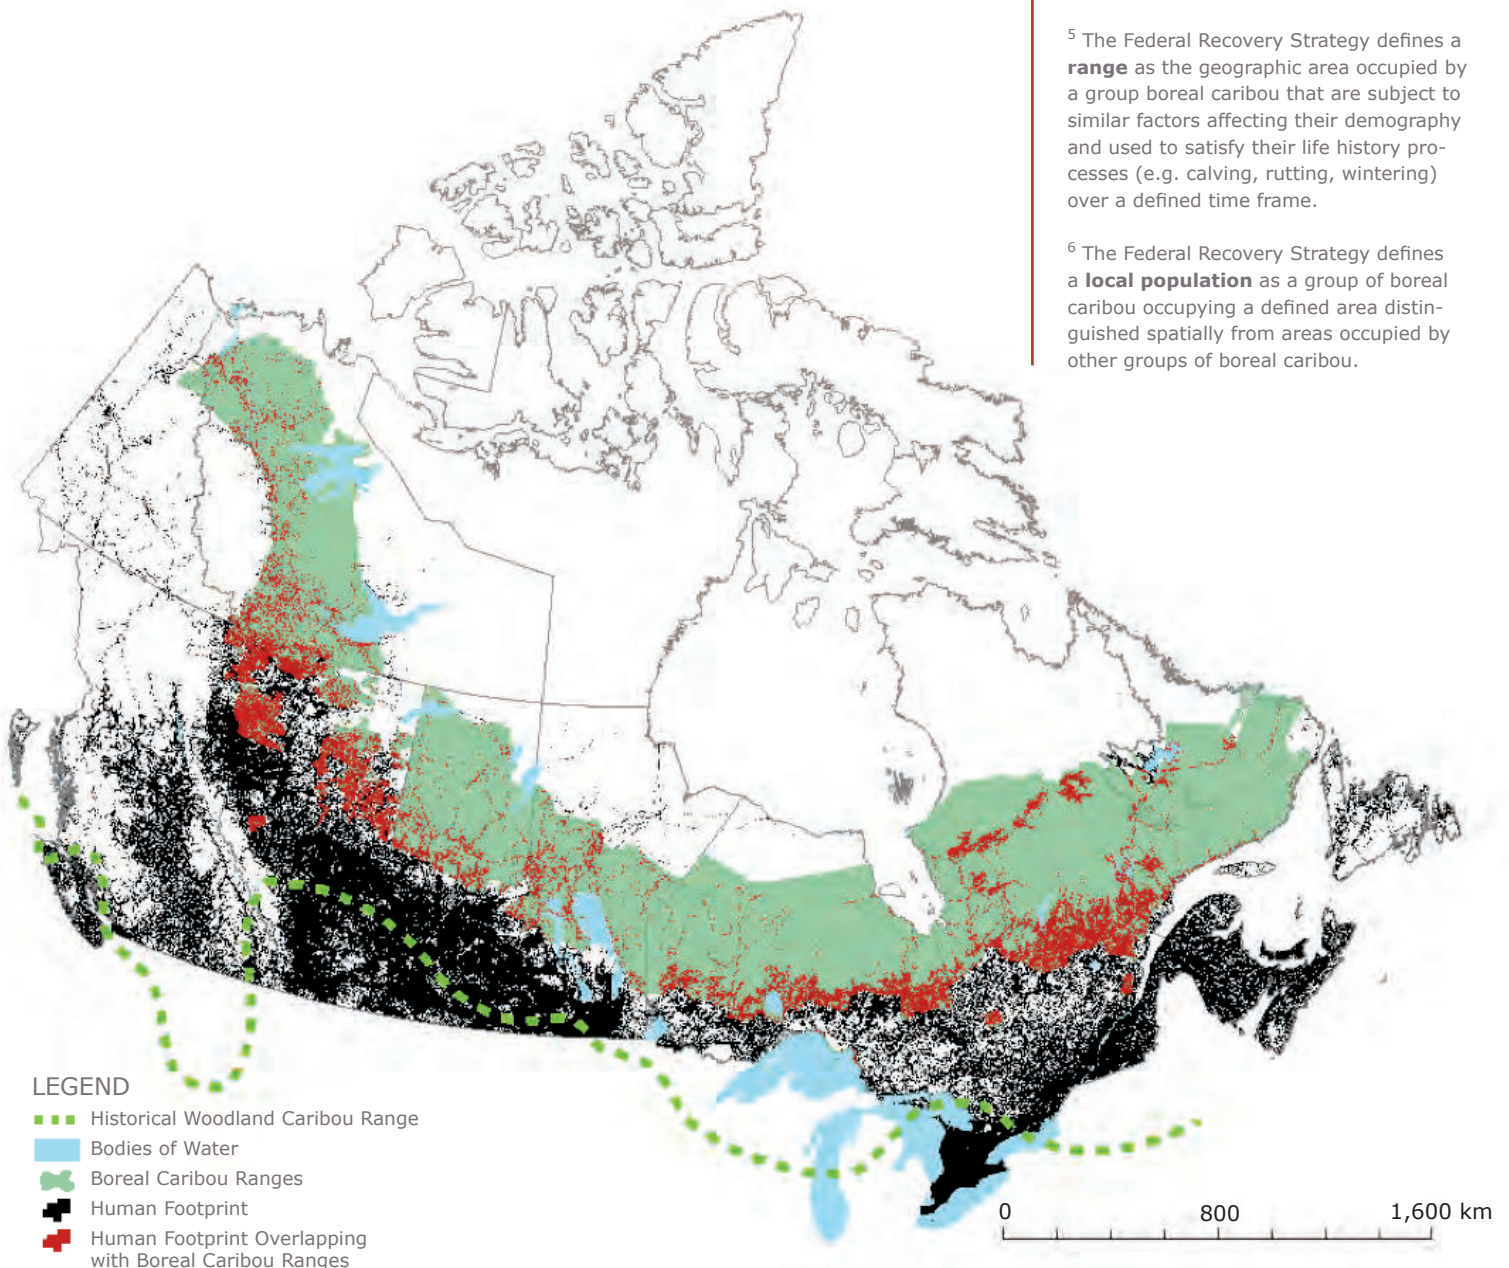 5 The Federal Recovery Strategy defines a
range as the geographic area occupied by
a group boreal caribou that are subject to
similar factors affecting their demography
and used to satisfy their life history pro-
cesses (e.g. calving, rutting, wintering)
over a defined time frame.
6 The Federal Recovery Strategy defines
a local population as a group of boreal
caribou occupying a defined area distin-
guished spatially from areas occupied by
other groups of boreal caribou.
LEGEND
Historical Woodland Caribou Range
Bodies of Water
Boreal Caribou Ranges
Human Footprint
Human Footprint Overlapping
with Boreal Caribou Ranges
0 800 1,600 km